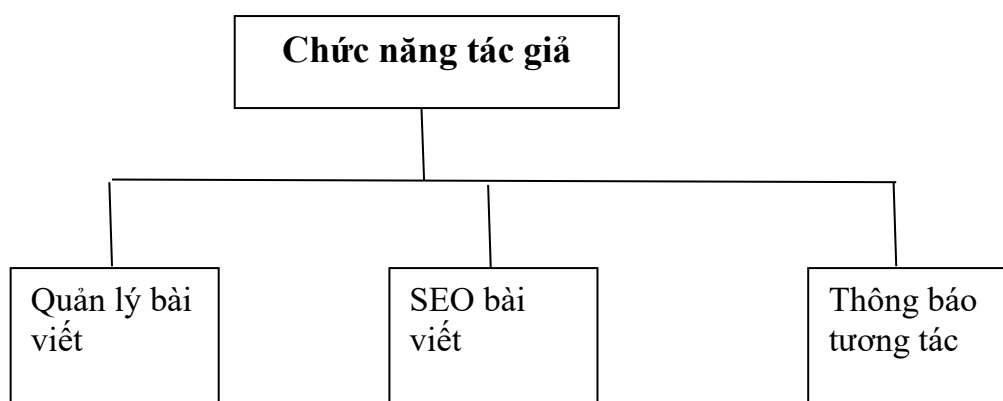 Chức năng tác giả
Quản lý bài
viết
SEO bài
viết
Thông báo
tương tác